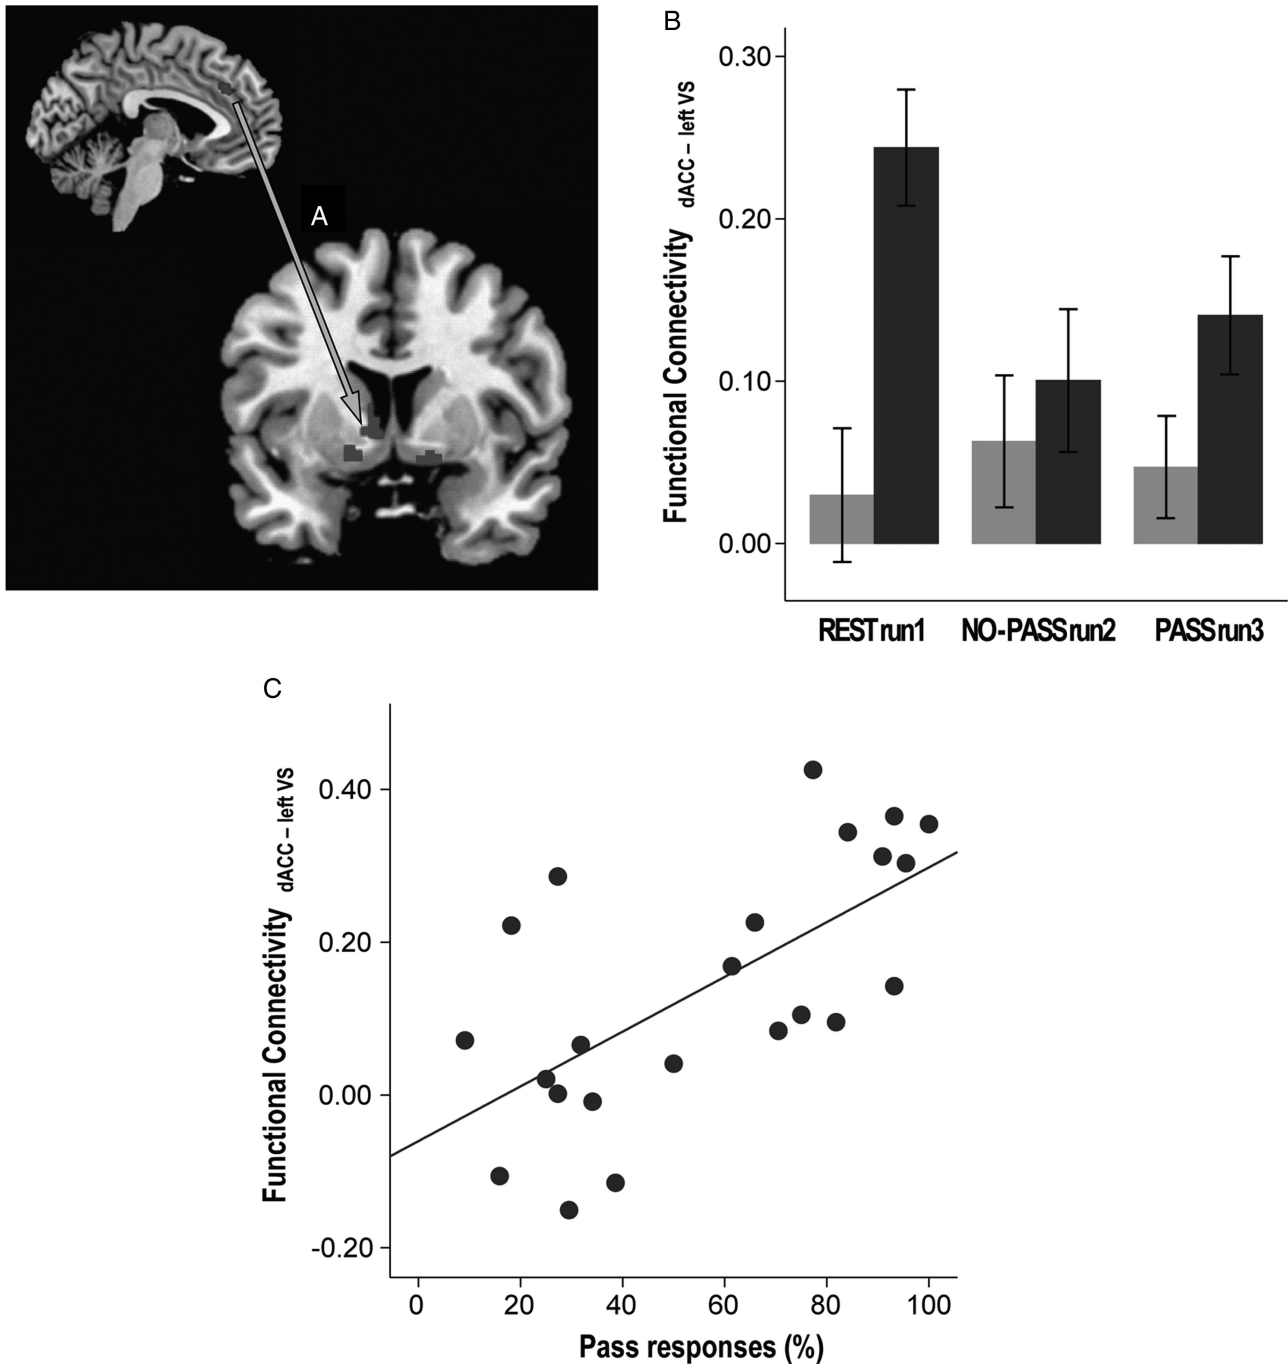 A
B
Functional Connectivity dACC – left VS
0.30
0.20
0.10
0.00
REST run1
NO-PASS run2
PASS run3
C
Functional Connectivity dACC – left VS
0.40
0.20
0.00
-0.20
0 20 40 60 80 100
Pass responses (%)